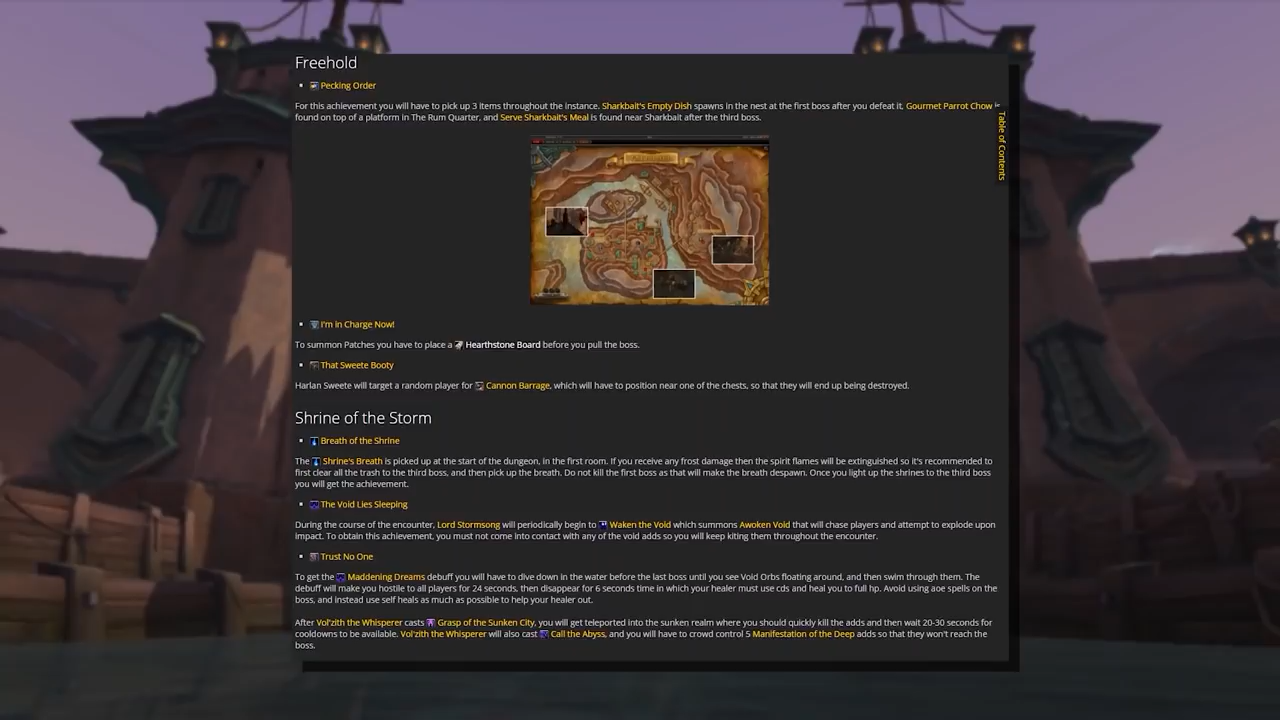 Freehold
Pecking Order
For this achievement you will have to pick up 3 items throughout the instance. Sharkbait's Empty Dish spawns in the nest at the first boss after you defeat it, Gourmet Parrot Chow is
found on top of a platform in The Rum Quarter, and Serve Sharkbait's Meal is found near Sharkbait after the third boss.
Table of Contents
I'm in Charge Now!
To summon Patches you have to place a Hearthstone Board before you pull the boss.
That Sweete Booty
Harlan Sweete will target a random player for Cannon Barrage, which will have to position near one of the chests, so that they will end up being destroyed.
Shrine of the Storm
Breath of the Shrine
The Shrine's Breath is picked up at the start of the dungeon, in the first room. If you receive any frost damage then the spirit flames will be extinguished so it's recommended to
first clear all the trash to the third boss, and then pick up the breath. Do not kill the first boss as that will make the breath despawn. Once you light up the shrines to the third boss
you will get the achievement.
The Void Lies Sleeping
During the course of the encounter, Lord Stormsong will periodically begin to Waken the Void which summons Awoken Void that will chase players and attempt to explode upon
impact. To obtain this achievement, you must not come into contact with any of the void adds so you will keep kiting them throughout the encounter.
Trust No One
To get the Maddening Dreams debuff you will have to dive down in the water before the last boss until you see Void Orbs floating around, and then swim through them. The
debuff will make you hostile to all players for 24 seconds, then disappear for 6 seconds time in which your healer must use cds and heal you to full hp. Avoid using aoe spells on the
boss, and instead use self heals as much as possible to help your healer out.
After Vol'zith the Whisperer casts Grasp of the Sunken City, you will get teleported into the sunken realm where you should quickly kill the adds and then wait 20-30 seconds for
cooldowns to be available. Vol'zith the Whisperer will also cast Call the Abyss, and you will have to crowd control 5 Manifestation of the Deep adds so that they won't reach the
boss.